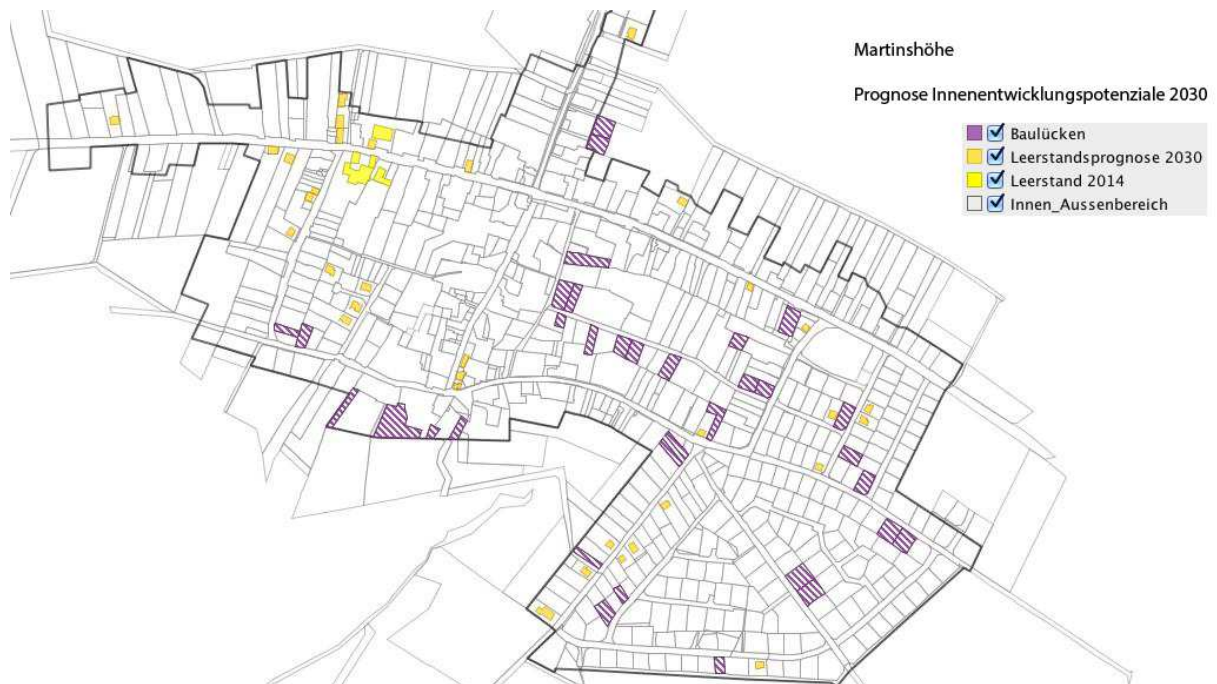 Martinshöhe
Prognose Innenentwicklungspotenziale 2030
Baulücken
Leerstandsprognose 2030
Leerstand 2014
Innen_Aussenbereich